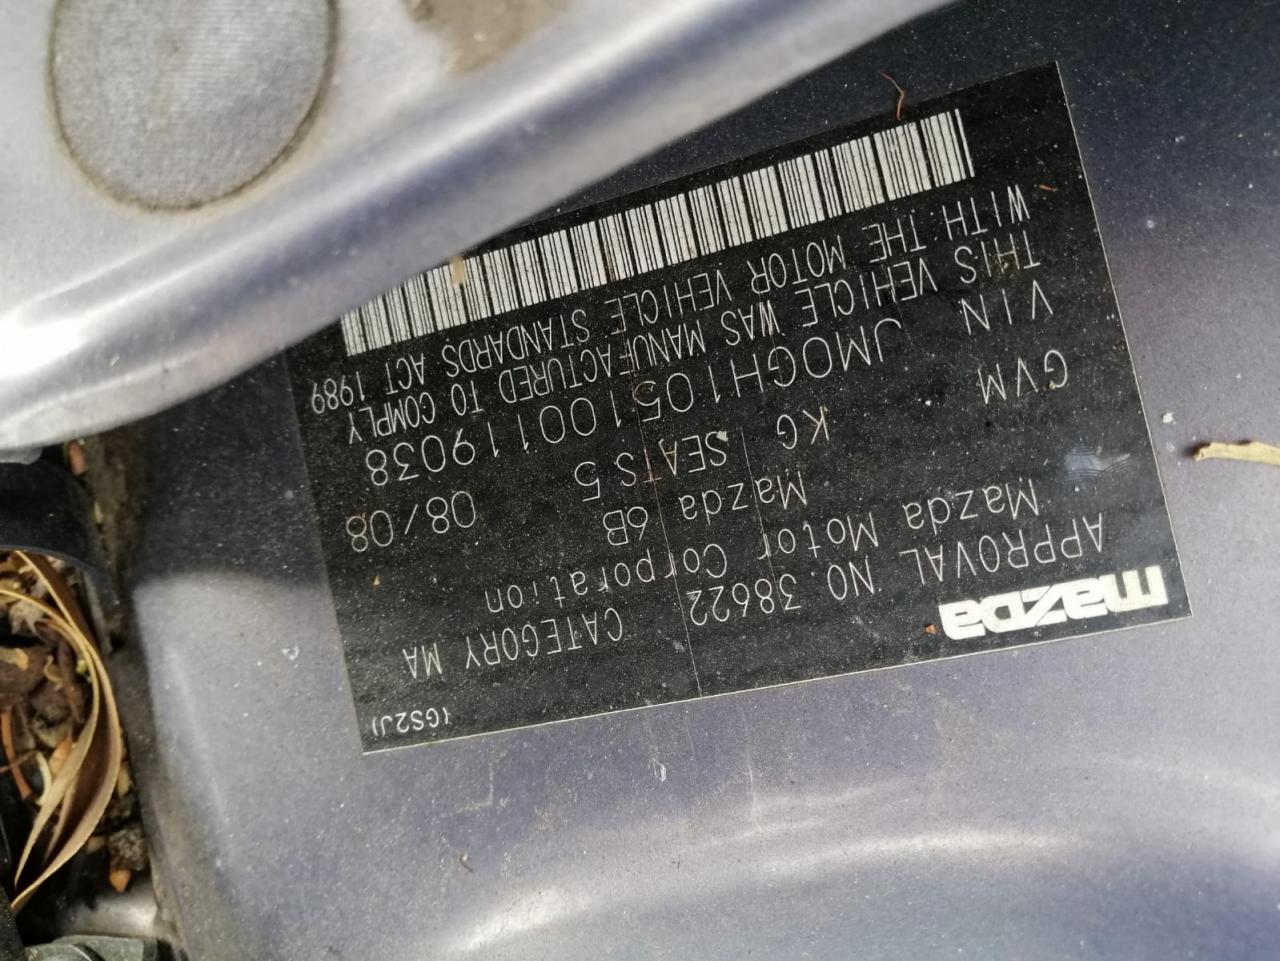 mazda
(GS2J)
APPROVAL NO. 38622 CATEGORY MA
Mazda Motor Corporation
Mazda 6B 08/08
GVM KG SEATS 5
VIN JM0GH105100119038
THIS VEHICLE WAS MANUFACTURED TO COMPLY
WITH THE MOTOR VEHICLE STANDARDS ACT 1989